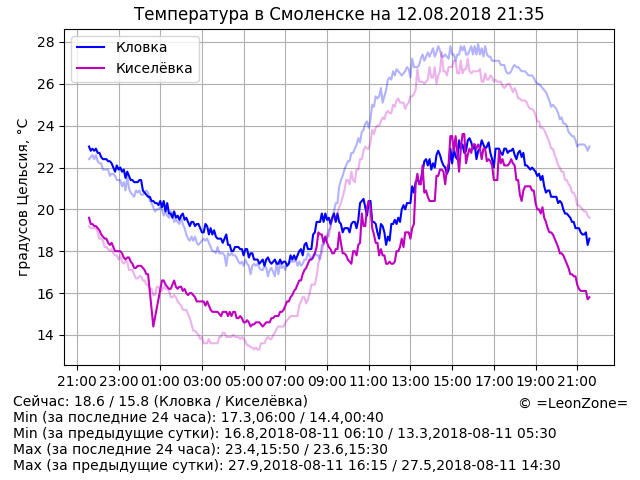 Температура в Смоленске на 12.08.2018 21:35
градусов Цельсия, °C
28
26
24
22
20
18
16
14
Кловка
Киселёвка
21:00 23:00 01:00 03:00 05:00 07:00 09:00 11:00 13:00 15:00 17:00 19:00 21:00
Сейчас: 18.6 / 15.8 (Кловка / Киселёвка)
© =LeonZone=
Min (за последние 24 часа): 17.3,06:00 / 14.4,00:40
Min (за предыдущие сутки): 16.8,2018-08-11 06:10 / 13.3,2018-08-11 05:30
Max (за последние 24 часа): 23.4,15:50 / 23.6,15:30
Max (за предыдущие сутки): 27.9,2018-08-11 16:15 / 27.5,2018-08-11 14:30